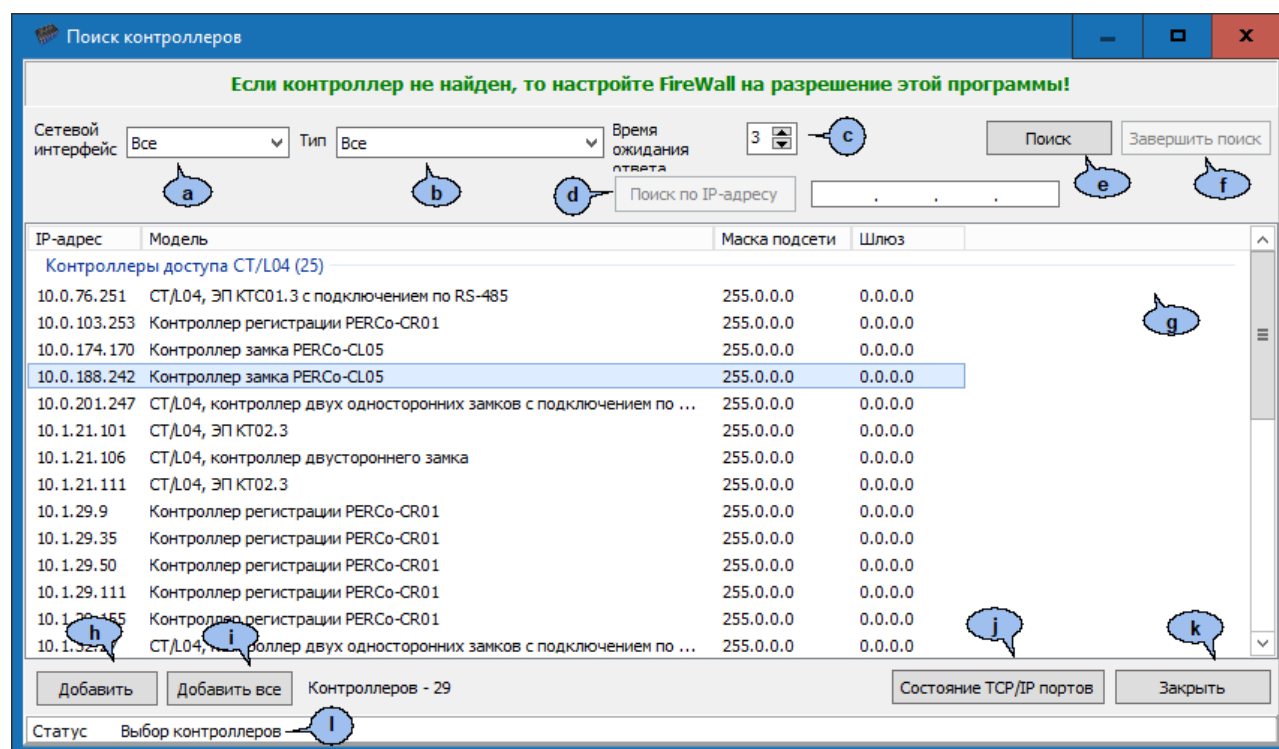 Поиск контроллеров
Если контроллер не найден, то настройте FireWall на разрешение этой программы!
Сетевой интерфейс Все Тип Все Время ожидания ответа 3 c Поиск Завершить поиск
a b d Поиск по IP-адресу . . . e f
IP-адрес Модель Маска подсети Шлюз
Контроллеры доступа CT/L04 (25)
10.0.76.251 CT/L04, ЭП КТС01.3 с подключением по RS-485 255.0.0.0 0.0.0.0
g
10.0.103.253 Контроллер регистрации PERCo-CR01 255.0.0.0 0.0.0.0
10.0.174.170 Контроллер замка PERCo-CL05 255.0.0.0 0.0.0.0
10.0.188.242 Контроллер замка PERCo-CL05 255.0.0.0 0.0.0.0
10.0.201.247 CT/L04, контроллер двух односторонних замков с подключением по ... 255.0.0.0 0.0.0.0
10.1.21.101 CT/L04, ЭП КТ02.3 255.0.0.0 0.0.0.0
10.1.21.106 CT/L04, контроллер двустороннего замка 255.0.0.0 0.0.0.0
10.1.21.111 CT/L04, ЭП КТ02.3 255.0.0.0 0.0.0.0
10.1.29.9 Контроллер регистрации PERCo-CR01 255.0.0.0 0.0.0.0
10.1.29.35 Контроллер регистрации PERCo-CR01 255.0.0.0 0.0.0.0
10.1.29.50 Контроллер регистрации PERCo-CR01 255.0.0.0 0.0.0.0
10.1.29.111 Контроллер регистрации PERCo-CR01 255.0.0.0 0.0.0.0
Контроллер регистрации PERCo-CR01 255.0.0.0 0.0.0.0
h i j k
CT/L04, контроллер двух односторонних замков с подключением по ... 255.0.0.0 0.0.0.0
Добавить Добавить все Контроллеров - 29 Состояние TCP/IP портов Закрыть
Статус Выбор контроллеров l